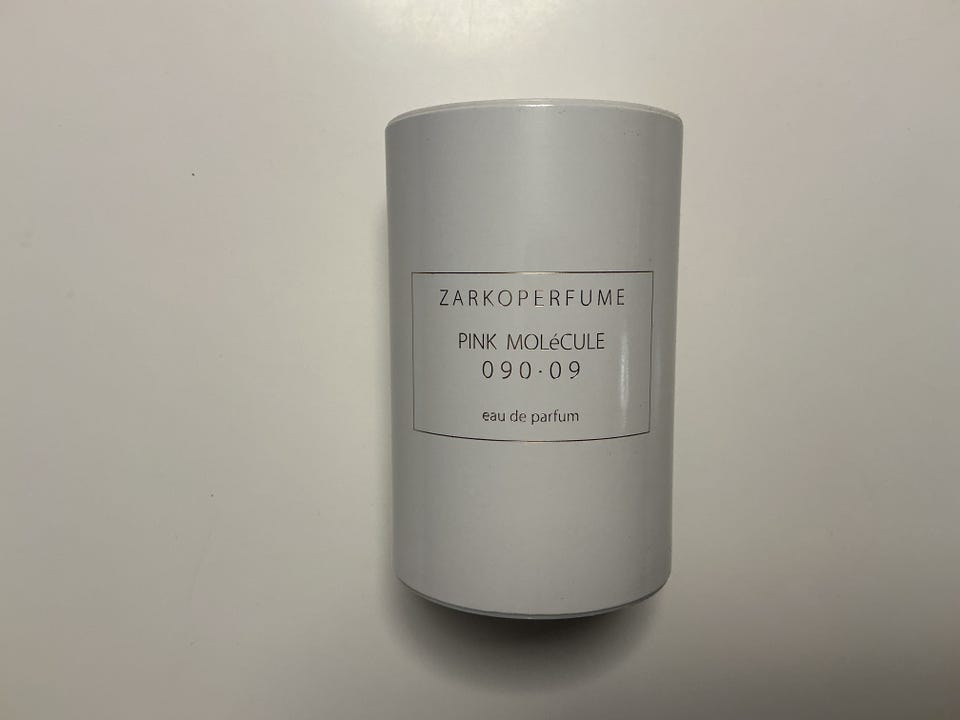 ZARKOPERFUME
PINK MOLéCULE
090·09
eau de parfum